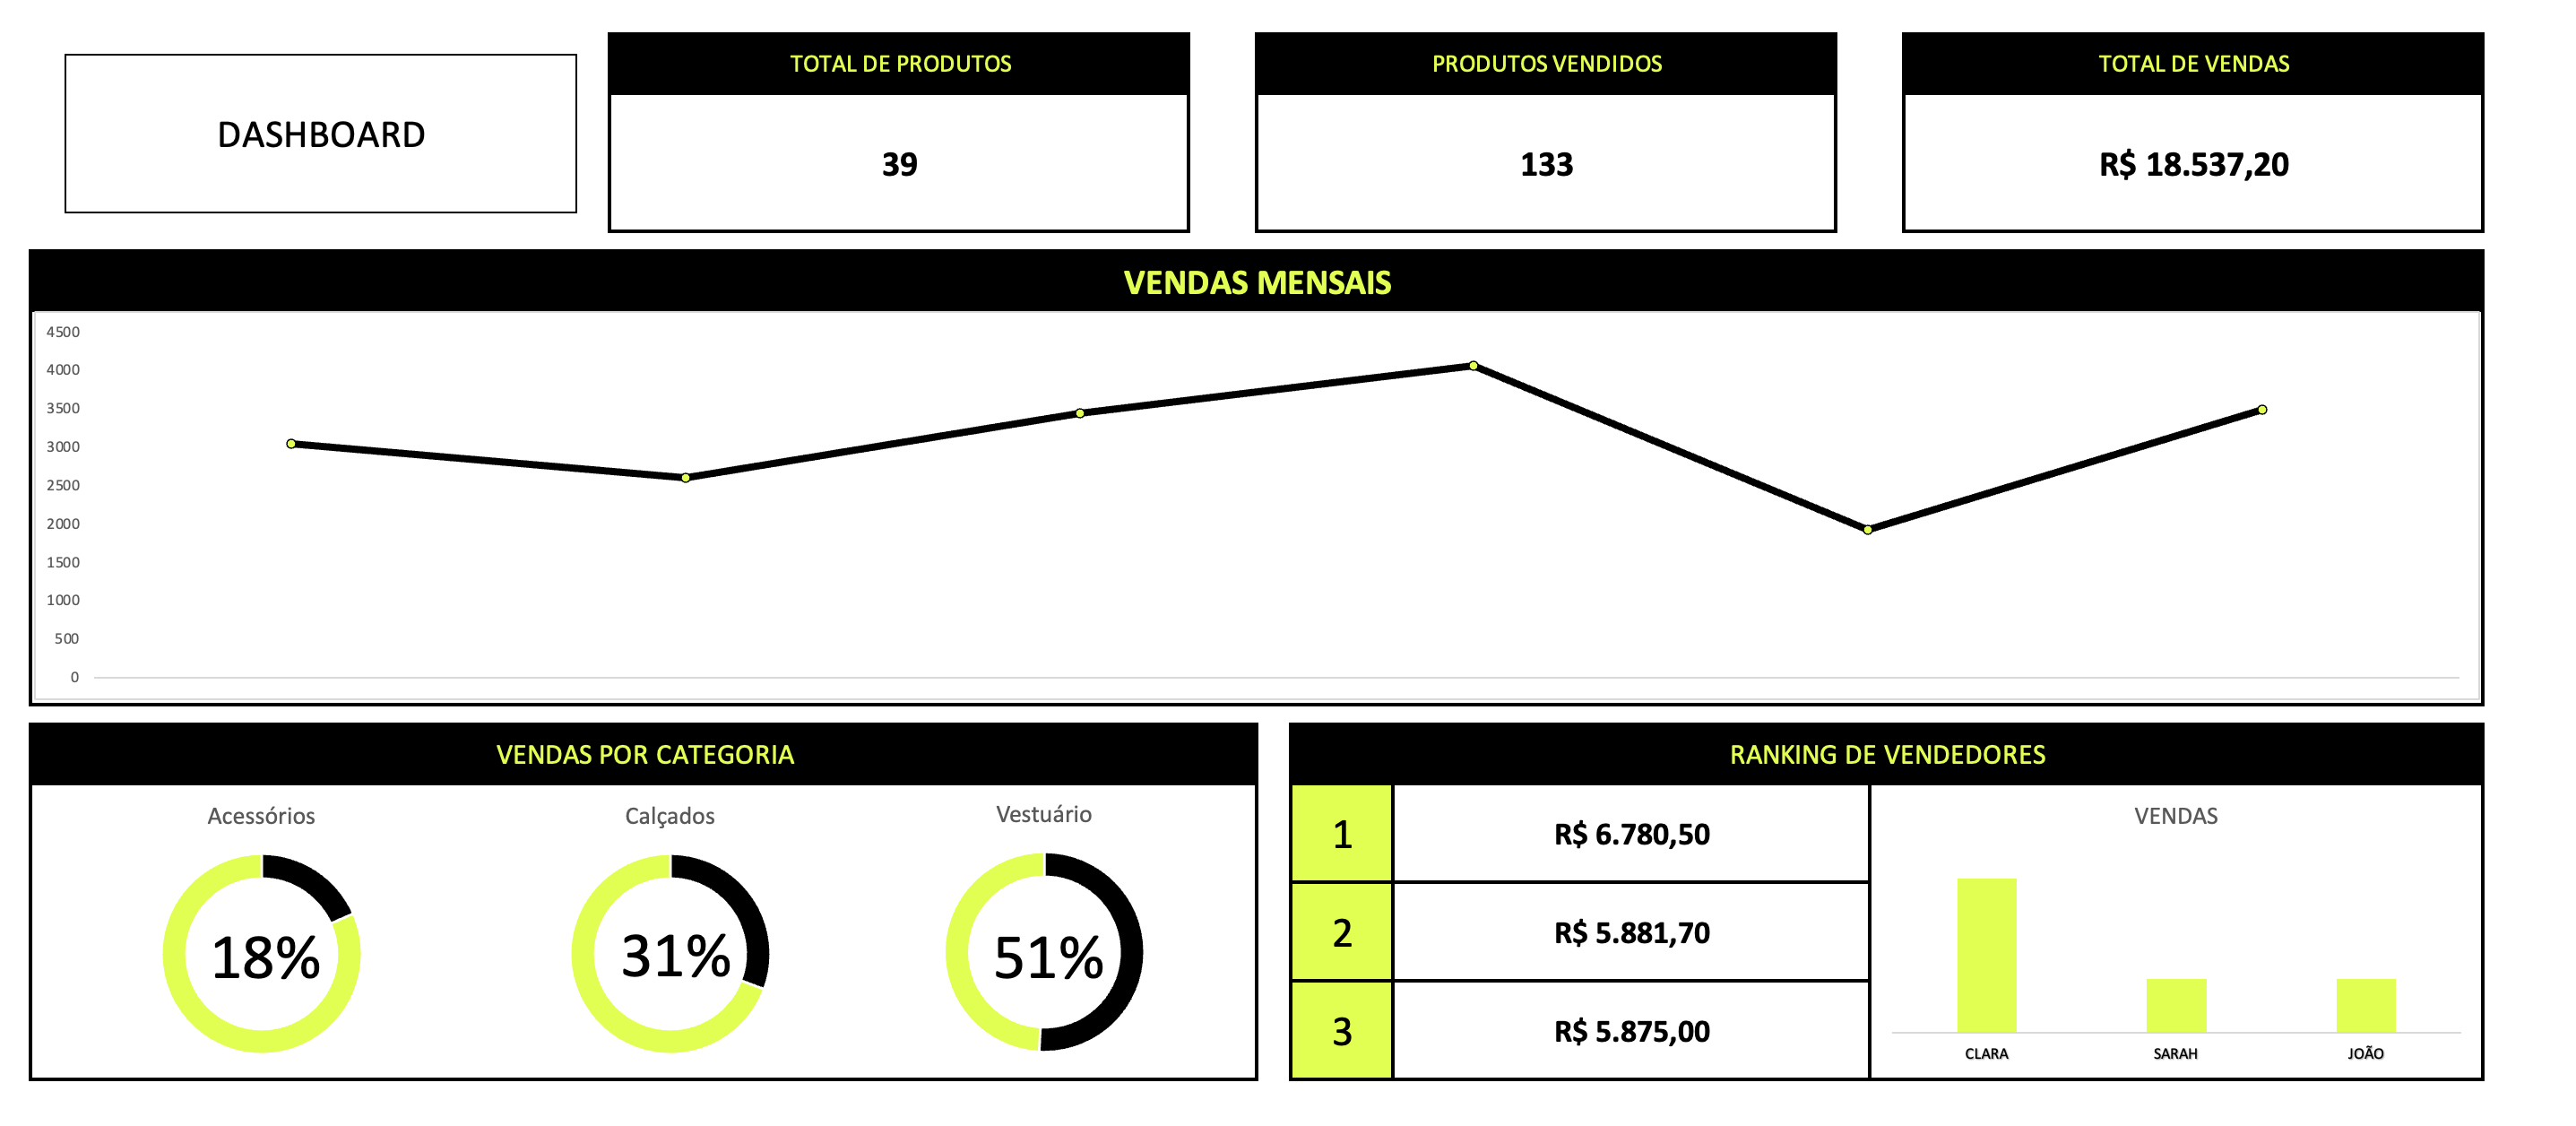 DASHBOARD
TOTAL DE PRODUTOS
39
PRODUTOS VENDIDOS
133
TOTAL DE VENDAS
R$ 18.537,20
VENDAS MENSAIS
4500
4000
3500
3000
2500
2000
1500
1000
500
0
VENDAS POR CATEGORIA
Acessórios
18%
Calçados
31%
Vestuário
51%
RANKING DE VENDEDORES
1
R$ 6.780,50
2
R$ 5.881,70
3
R$ 5.875,00
VENDAS
CLARA
SARAH
JOÃO